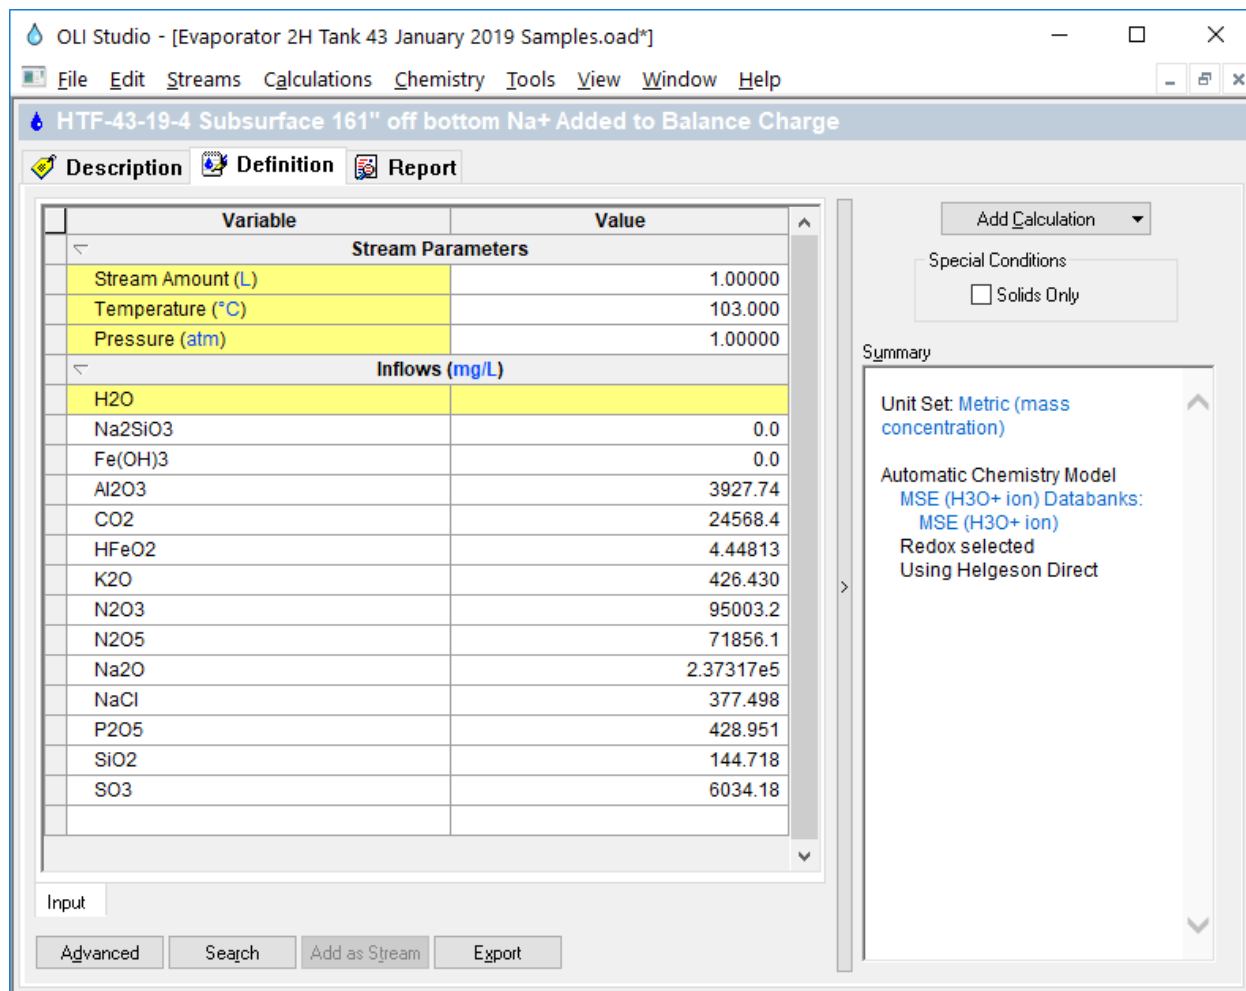 OLI Studio - [Evaporator 2H Tank 43 January 2019 Samples.oad*]
File Edit Streams Calculations Chemistry Tools View Window Help
HTF-43-19-4 Subsurface 161" off bottom Na+ Added to Balance Charge
Description Definition Report
Variable Value
Stream Parameters
Stream Amount (L) 1.00000
Temperature (°C) 103.000
Pressure (atm) 1.00000
Inflows (mg/L)
H2O
Na2SiO3 0.0
Fe(OH)3 0.0
Al2O3 3927.74
CO2 24568.4
HFeO2 4.44813
K2O 426.430
N2O3 95003.2
N2O5 71856.1
Na2O 2.37317e5
NaCl 377.498
P2O5 428.951
SiO2 144.718
SO3 6034.18
Input
Advanced Search Add as Stream Export
Add Calculation
Special Conditions
Solids Only
Summary
Unit Set: Metric (mass
concentration)
Automatic Chemistry Model
MSE (H3O+ ion) Databanks:
MSE (H3O+ ion)
Redox selected
Using Helgeson Direct